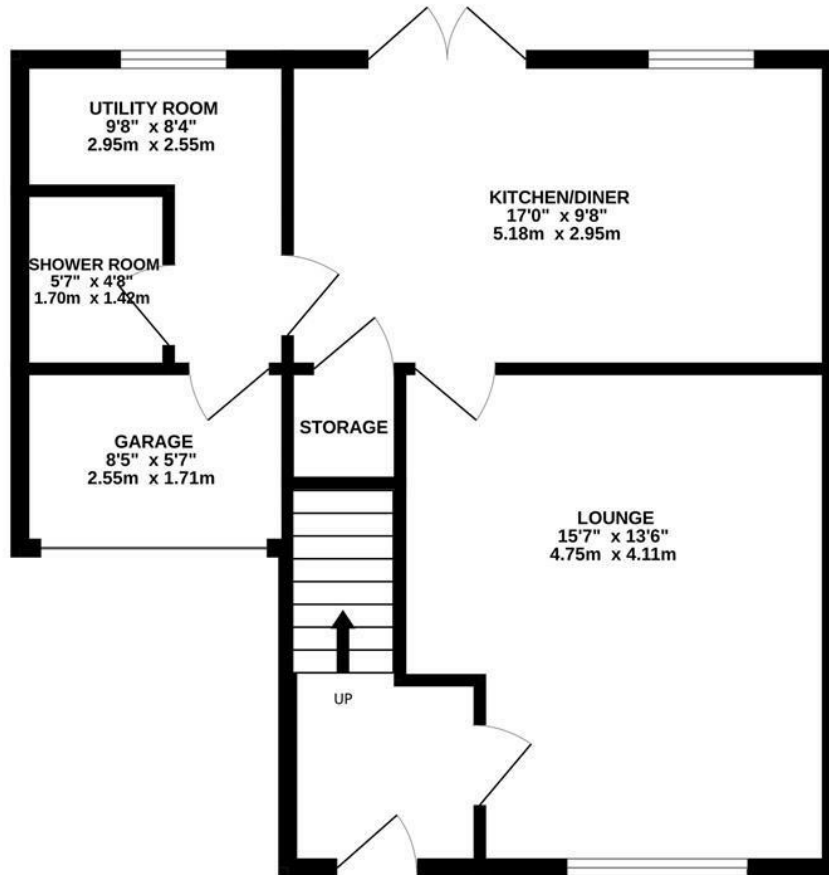 UTILITY ROOM
9'8" x 8'4"
2.95m x 2.55m
KITCHEN/DINER
17'0" x 9'8"
5.18m x 2.95m
SHOWER ROOM
5'7" x 4'8"
1.70m x 1.42m
STORAGE
GARAGE
8'5" x 5'7"
2.55m x 1.71m
LOUNGE
15'7" x 13'6"
4.75m x 4.11m
UP